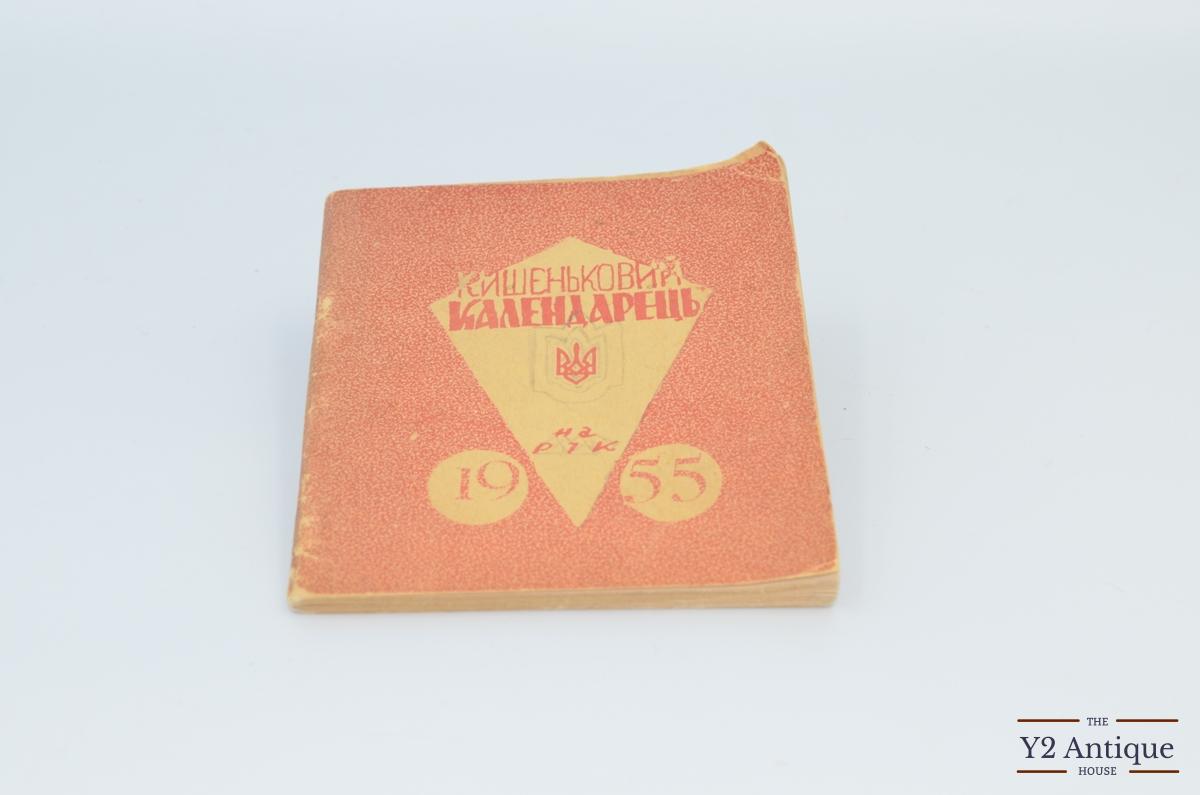 КИШЕНЬКОВИЙ
КАЛЕНДАРЕЦЬ
на
РІК
19 55
THE
Y2 Antique
HOUSE